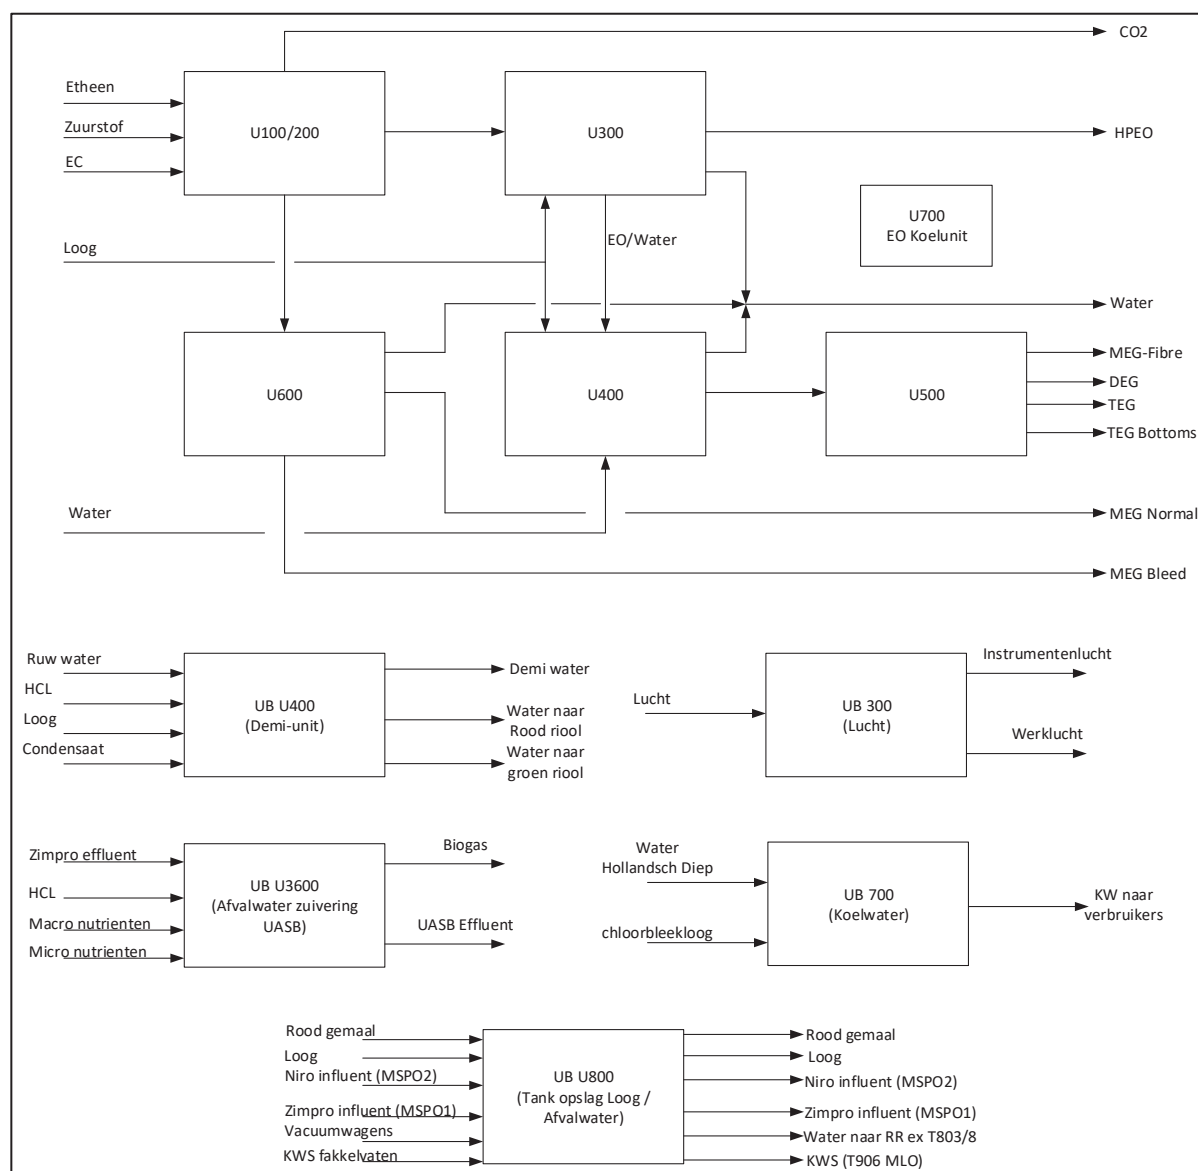 CO2
Etheen
Zuurstof
EC
U100/200
U300
HPEO
U700
EO Koelunit
Loog
EO/Water
Water
U600
U400
U500
MEG-Fibre
DEG
TEG
TEG Bottoms
Water
MEG Normal
MEG Bleed
Ruw water
HCL
Loog
Condensaat
UB U400
(Demi-unit)
Demi water
Water naar
Rood riool
Water naar
groen riool
Lucht
UB 300
(Lucht)
Instrumentenlucht
Werklucht
Zimpro effluent
HCL
Macro nutrienten
Micro nutrienten
UB U3600
(Afvalwater zuivering
UASB)
Biogas
UASB Effluent
Water
Hollandsch Diep
chloorbleekloog
UB 700
(Koelwater)
KW naar
verbruikers
Rood gemaal
Loog
Niro influent (MSPO2)
Zimpro influent (MSPO1)
Vacuumwagens
KWS fakkelvaten
UB U800
(Tank opslag Loog /
Afvalwater)
Rood gemaal
Loog
Niro influent (MSPO2)
Zimpro influent (MSPO1)
Water naar RR ex T803/8
KWS (T906 MLO)